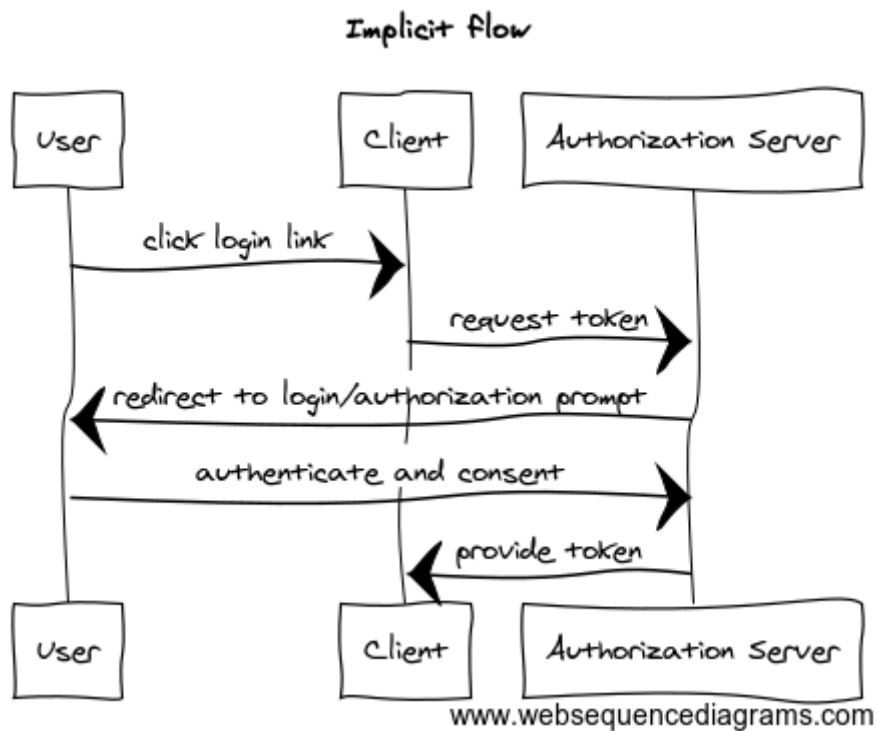 Implicit flow
User
Client
Authorization Server
click login link
request token
redirect to login/authorization prompt
authenticate and consent
provide token
User
Client
Authorization Server
www.websequencediagrams.com